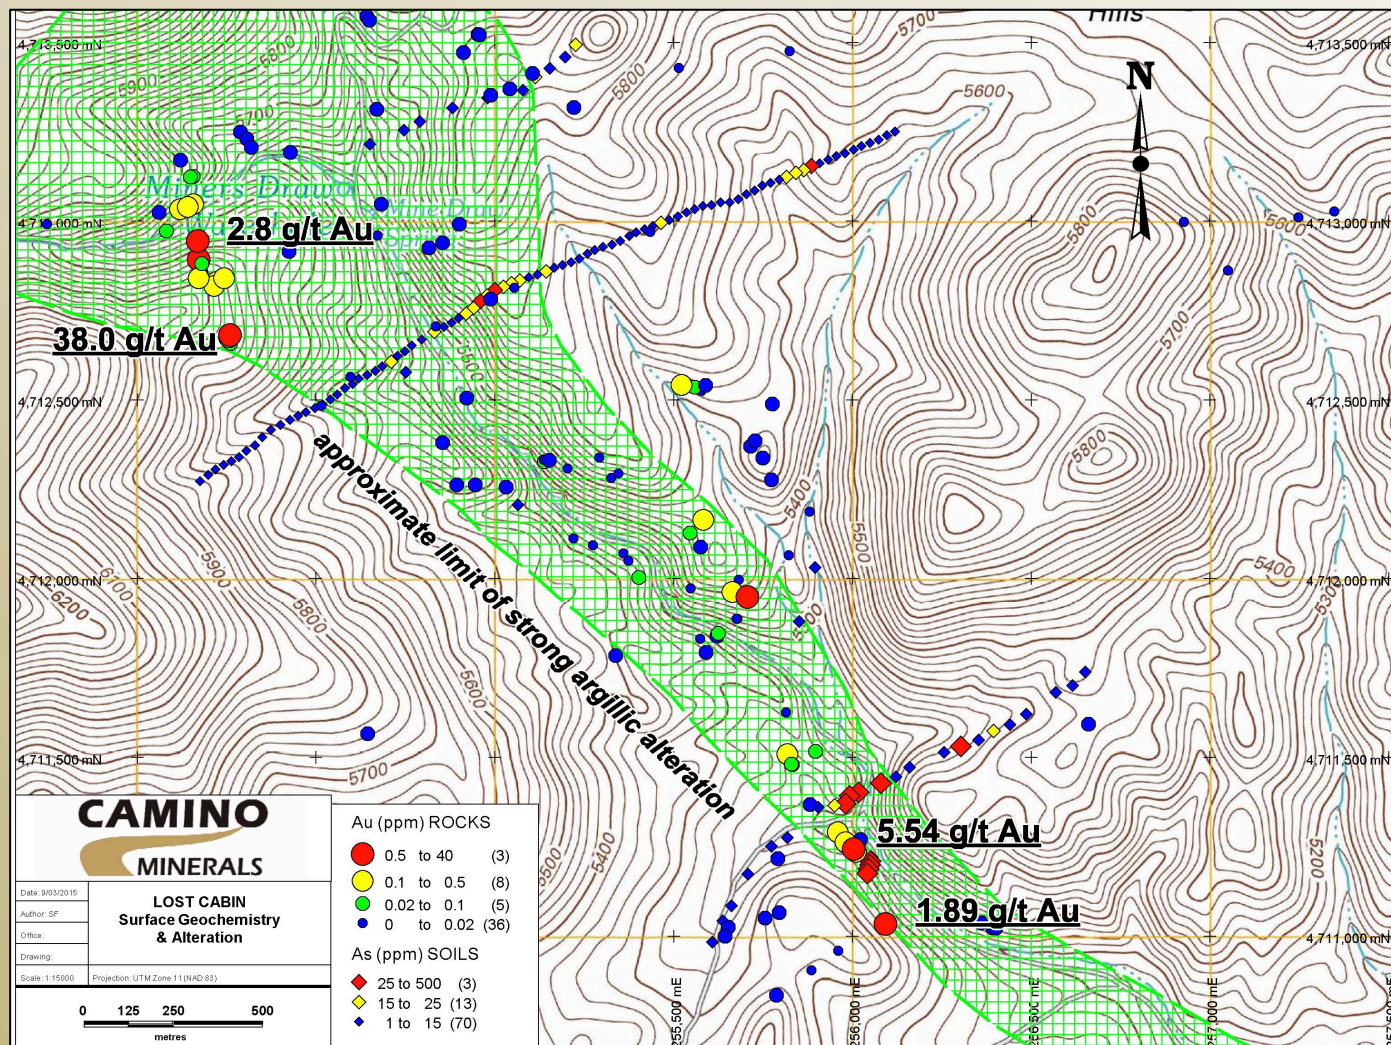 Hills
N
4,713,500 mN
4,713,500 mN
5700
5800
5600
5800
5700
Miners Draw
2.8 g/t Au
4,713,000 mN
5600
5800
38.0 g/t Au
5700
5500
4,712,500 mN
4,712,500 mN
5800
5400
5500
approximate limit of strong argillic alteration
5900
6100
6200
5800
5400
5300
4,712,000 mN
4,712,000 mN
5600
5700
4,711,500 mN
4,711,500 mN
5400
5500
5200
5.54 g/t Au
1.89 g/t Au
4,711,000 mN
255,500 mE
256,000 mE
256,500 mE
257,000 mE
CAMINO
MINERALS
Date: 9/03/2015
Author: SF
Office:
Drawing:
Scale: 1:15000
LOST CABIN
Surface Geochemistry
& Alteration
Projection: UTM Zone 11 (NAD 83)
0 125 250 500
metres
Au (ppm) ROCKS
0.5 to 40 (3)
0.1 to 0.5 (8)
0.02 to 0.1 (5)
0 to 0.02 (36)
As (ppm) SOILS
25 to 500 (3)
15 to 25 (13)
1 to 15 (70)